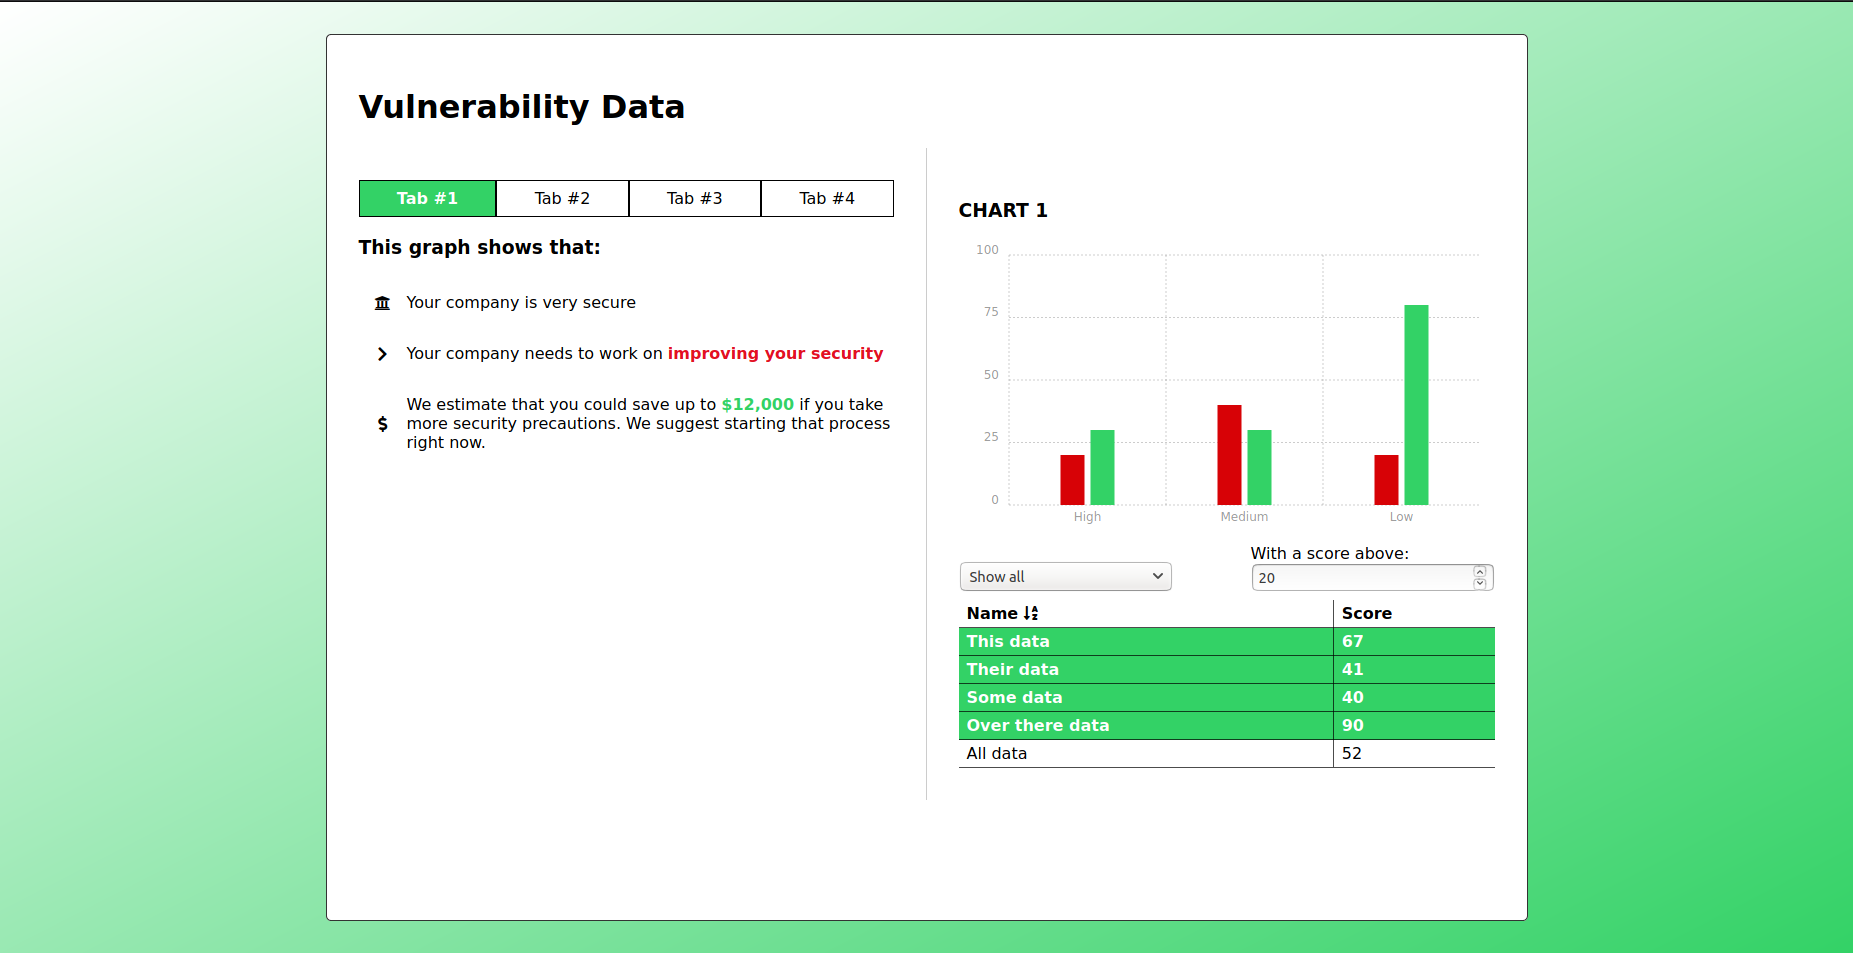 Vulnerability Data
Tab #1 Tab #2 Tab #3 Tab #4
This graph shows that:
Your company is very secure
Your company needs to work on improving your security
We estimate that you could save up to $12,000 if you take
more security precautions. We suggest starting that process
right now.
CHART 1
100
75
50
25
0
High Medium Low
With a score above:
Show all 20
Name Score
This data 67
Their data 41
Some data 40
Over there data 90
All data 52